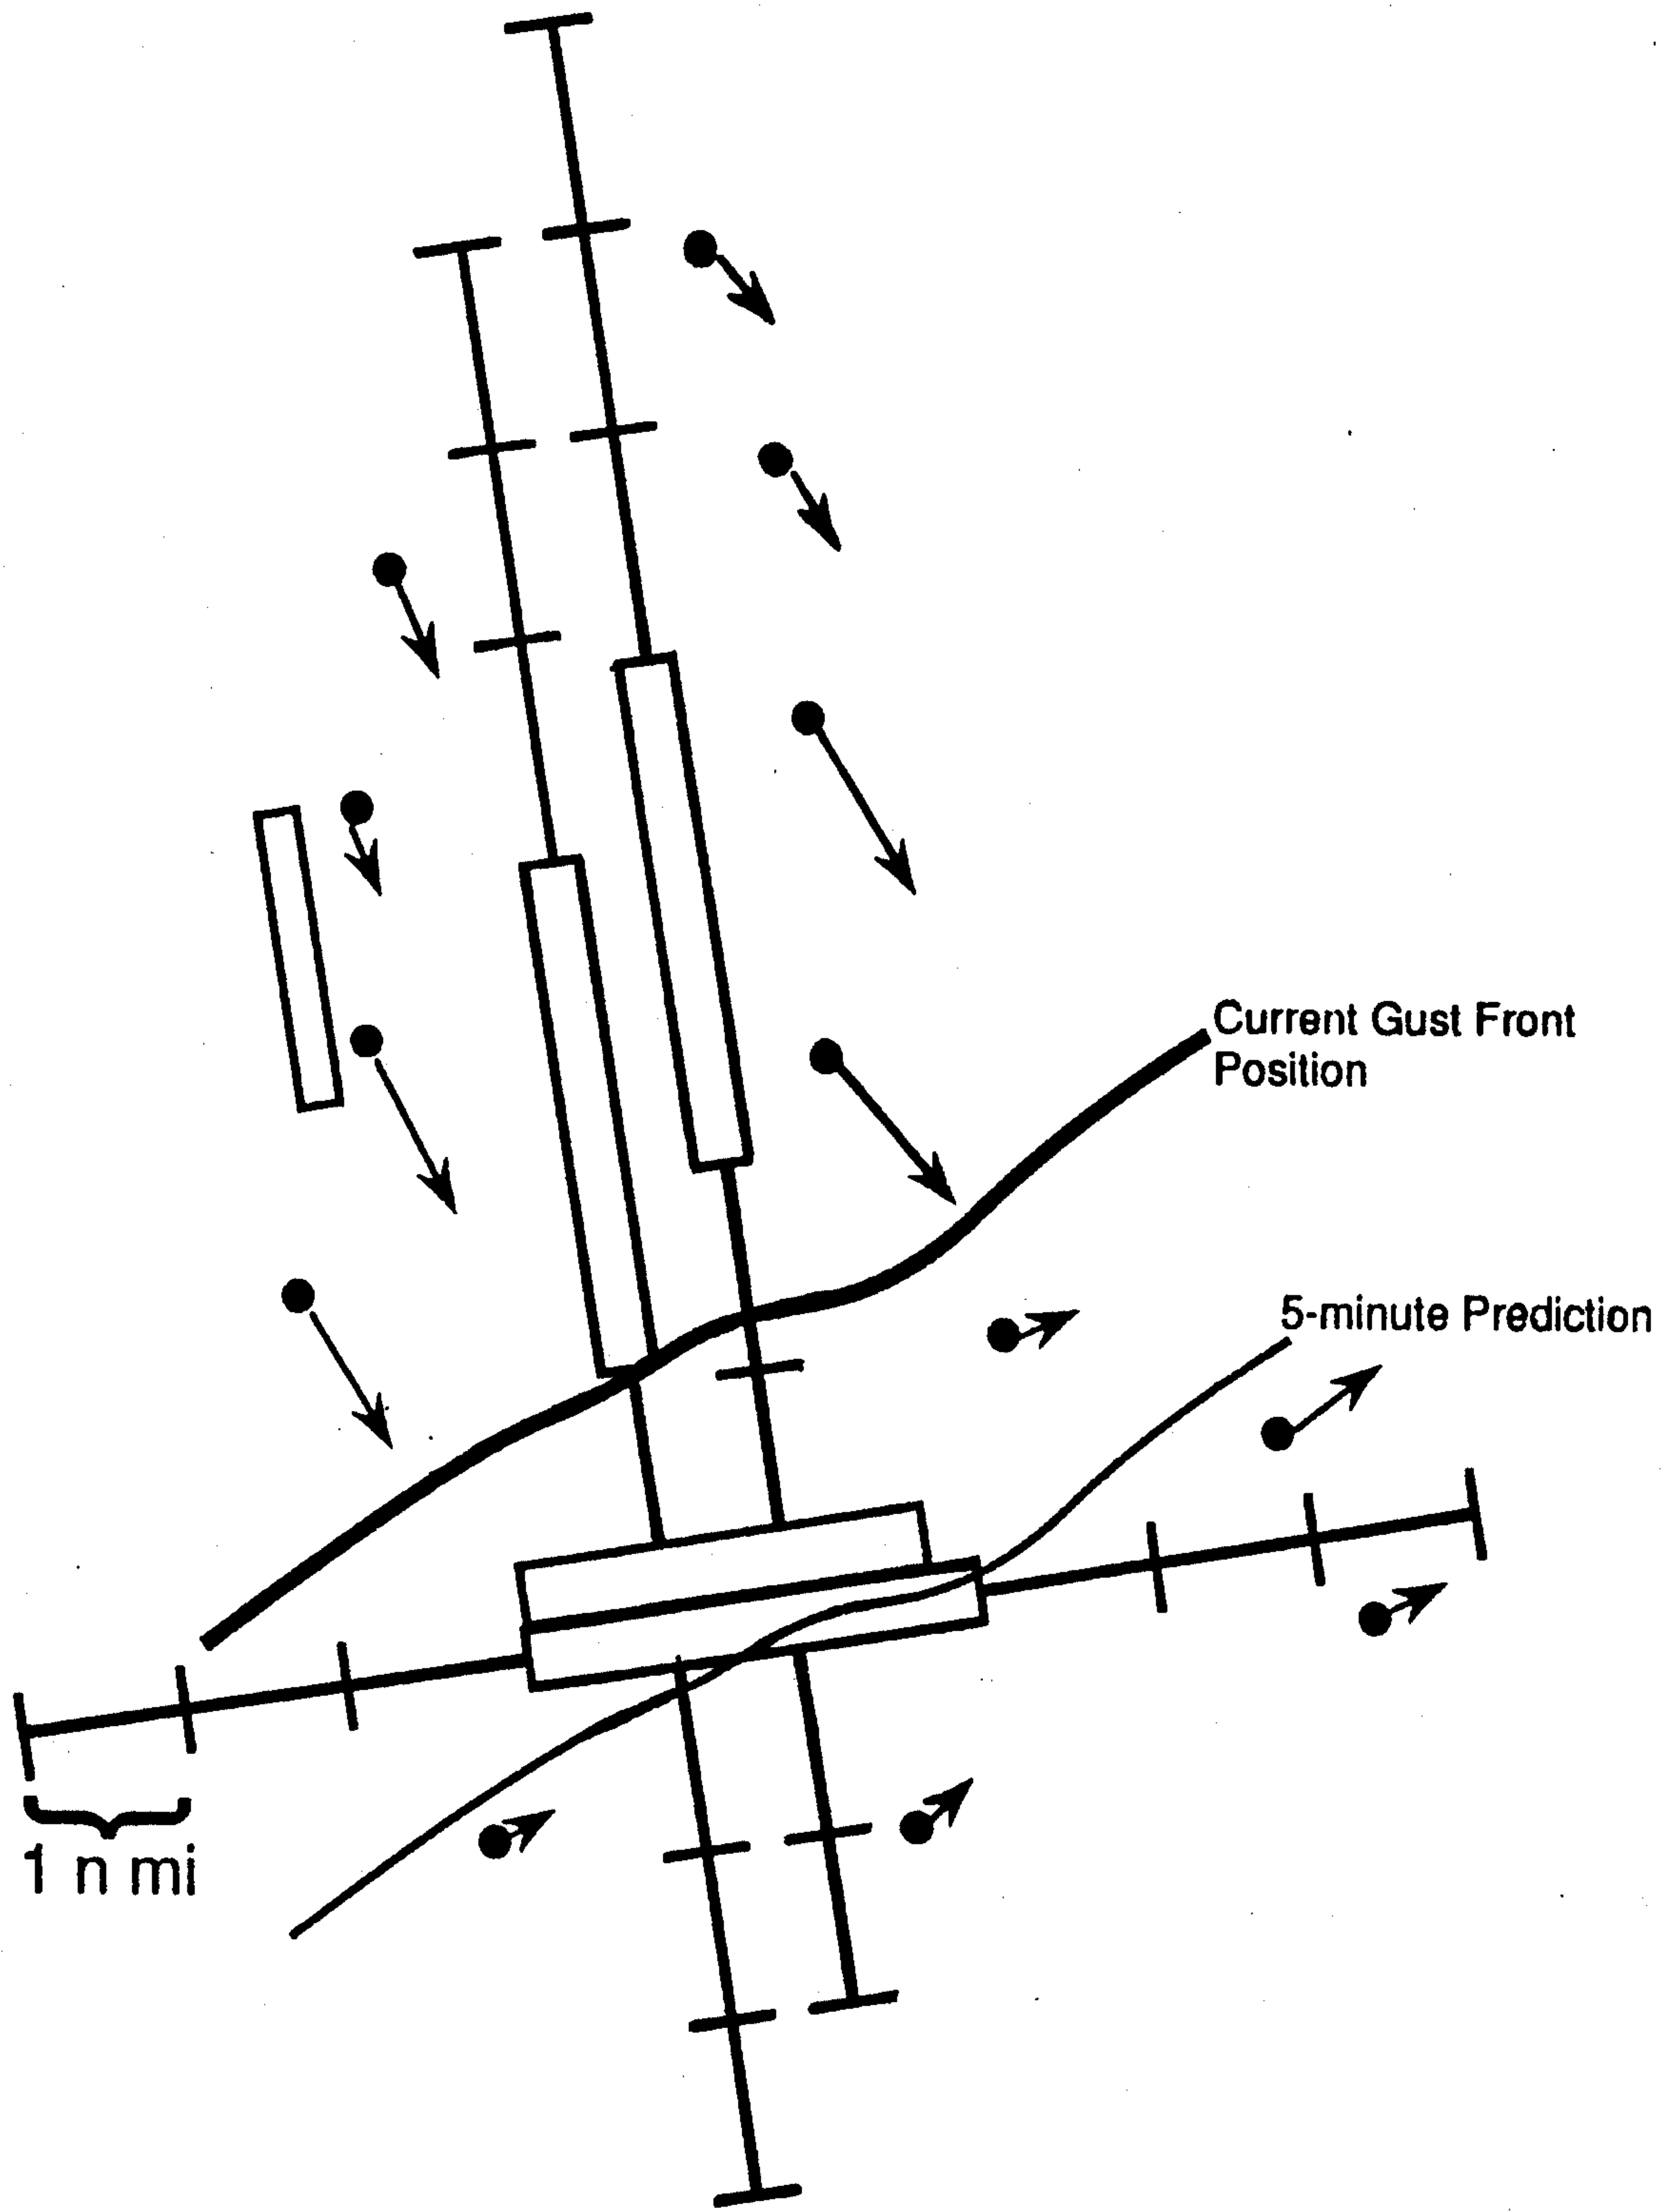 Current Gust Front
Position
5-minute Prediction
1 n mi